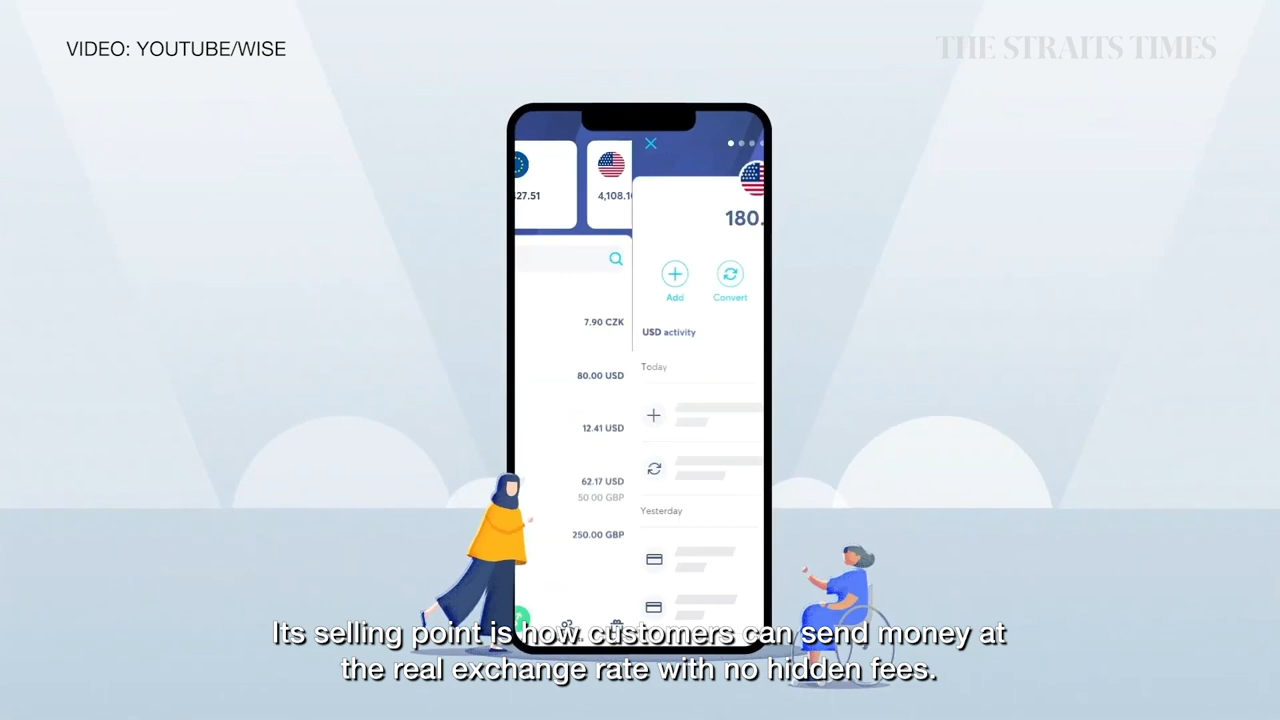 VIDEO: YOUTUBE/WISE
THE STRAITS TIMES
27.51
4,108.1
180.
Add
Convert
7.90 CZK
USD activity
Today
80.00 USD
12.41 USD
62.17 USD
50.00 GBP
Yesterday
250.00 GBP
Its selling point is how customers can send money at
the real exchange rate with no hidden fees.